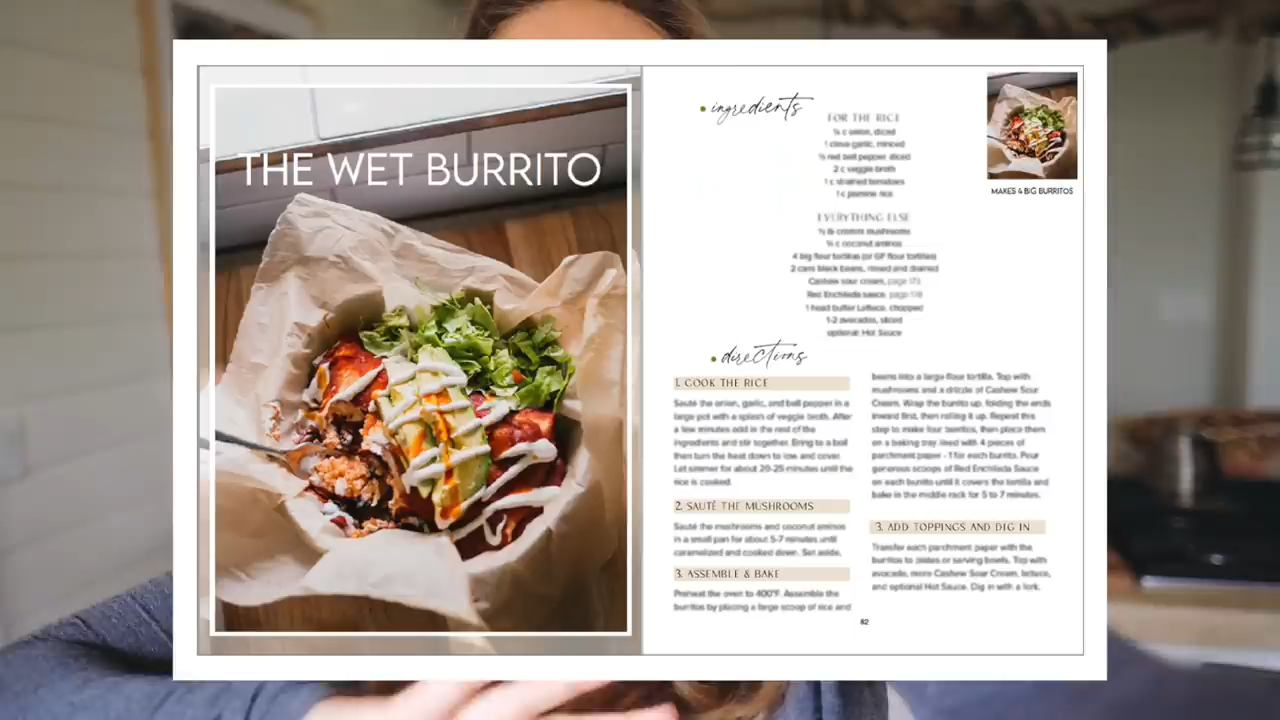 THE WET BURRITO
ingredients
FOR THE RICE
¼ c onion, diced
1 clove garlic, minced
½ red bell pepper diced
2 c veggie broth
1 c strained tomatoes
1 c jasmine rice
EVERYTHING ELSE
½ lb cremini mushrooms
¼ c coconut aminos
4 big flour tortillas (or GF flour tortillas)
2 cans black beans, rinsed and drained
Cashew sour cream, page 173
Red Enchilada sauce, page 178
1 head butter Lettuce, chopped
1-2 avocados, sliced
optional: Hot Sauce
MAKES 4 BIG BURRITOS
directions
1. COOK THE RICE
Sauté the onion, garlic, and bell pepper in a
large pot with a splash of veggie broth. After
a few minutes add in the rest of the
ingredients and stir together. Bring to a boil
then turn the heat down to low and cover.
Let simmer for about 20-25 minutes until the
rice is cooked.
2. SAUTÉ THE MUSHROOMS
Sauté the mushrooms and coconut aminos
in a small pan for about 5-7 minutes until
caramelized and cooked down. Set aside.
3. ASSEMBLE & BAKE
Preheat the oven to 400°F. Assemble the
burritos by placing a large scoop of rice and
beans into a large flour tortilla. Top with
mushrooms and a drizzle of Cashew Sour
Cream. Wrap the burrito up, folding the ends
inward first, then rolling it up. Repeat this
step to make four burritos, then place them
on a baking tray lined with 4 pieces of
parchment paper - 1 for each burrito. Pour
generous scoops of Red Enchilada Sauce
on each burrito until it covers the tortilla and
bake in the middle rack for 5 to 7 minutes.
3. ADD TOPPINGS AND DIG IN
Transfer each parchment paper with the
burritos to plates or serving bowls. Top with
avocado, more Cashew Sour Cream, lettuce,
and optional Hot Sauce. Dig in with a fork.
82